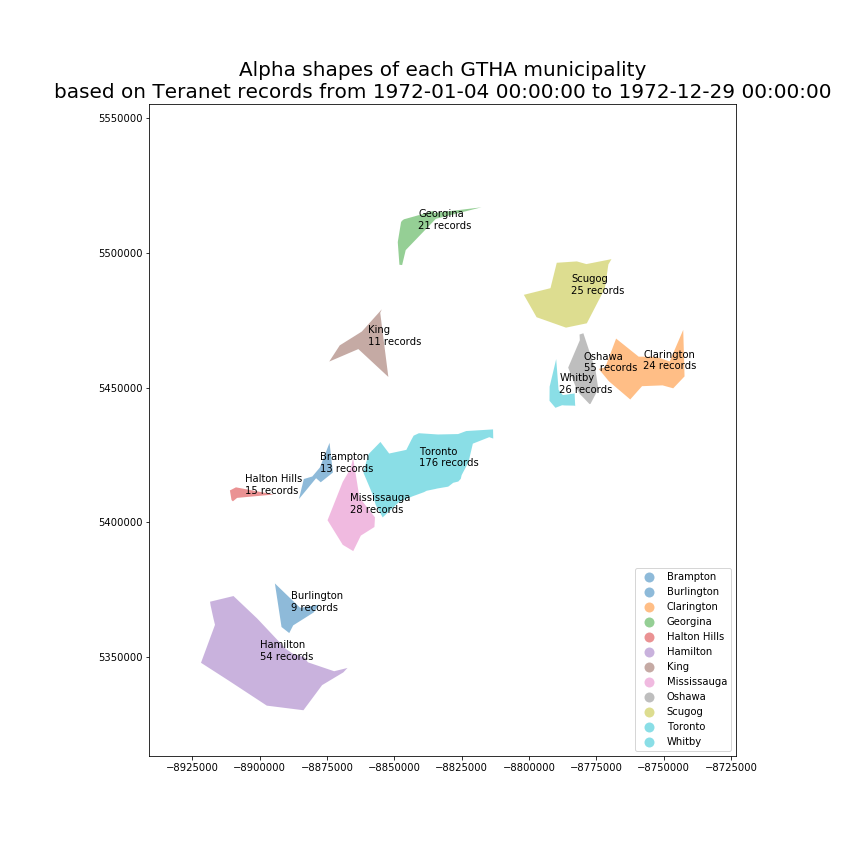 Alpha shapes of each GTHA municipality
based on Teranet records from 1972-01-04 00:00:00 to 1972-12-29 00:00:00
5550000
5500000
5450000
5400000
5350000
Georgina
21 records
Scugog
25 records
King
11 records
Oshawa
55 records
Clarington
24 records
Whitby
26 records
Toronto
176 records
Brampton
13 records
Halton Hills
15 records
Mississauga
28 records
Burlington
9 records
Hamilton
54 records
Brampton
Burlington
Clarington
Georgina
Halton Hills
Hamilton
King
Mississauga
Oshawa
Scugog
Toronto
Whitby
−8925000 −8900000 −8875000 −8850000 −8825000 −8800000 −8775000 −8750000 −8725000